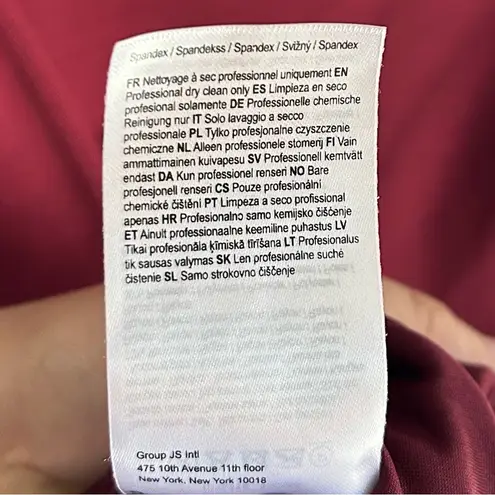 Spandex / Spandekss / Spandex / Svižný / Spandex
FR Nettoyage à sec professionnel uniquement EN
Professional dry clean only ES Limpieza en seco
profesional solamente DE Professionelle chemische
Reinigung nur IT Solo lavaggio a secco
professionale PL Tylko profesjonalne czyszczenie
chemiczne NL Alleen professionele stomerij FI Vain
ammattimainen kuivapesu SV Professionell kemtvätt
endast DA Kun professionel renseri NO Bare
profesjonell renseri CS Pouze profesionální
chemické čištění PT Limpeza a seco profissional
apenas HR Profesionalno samo kemijsko čišćenje
ET Ainult professionaalne keemiline puhastus LV
Tikai profesionāla ķīmiskā tīrīšana LT Profesionalus
tik sausas valymas SK Len profesionálne suché
čistenie SL Samo strokovno čiščenje
Group JS Intl
475 10th Avenue 11th floor
New York, New York 10018